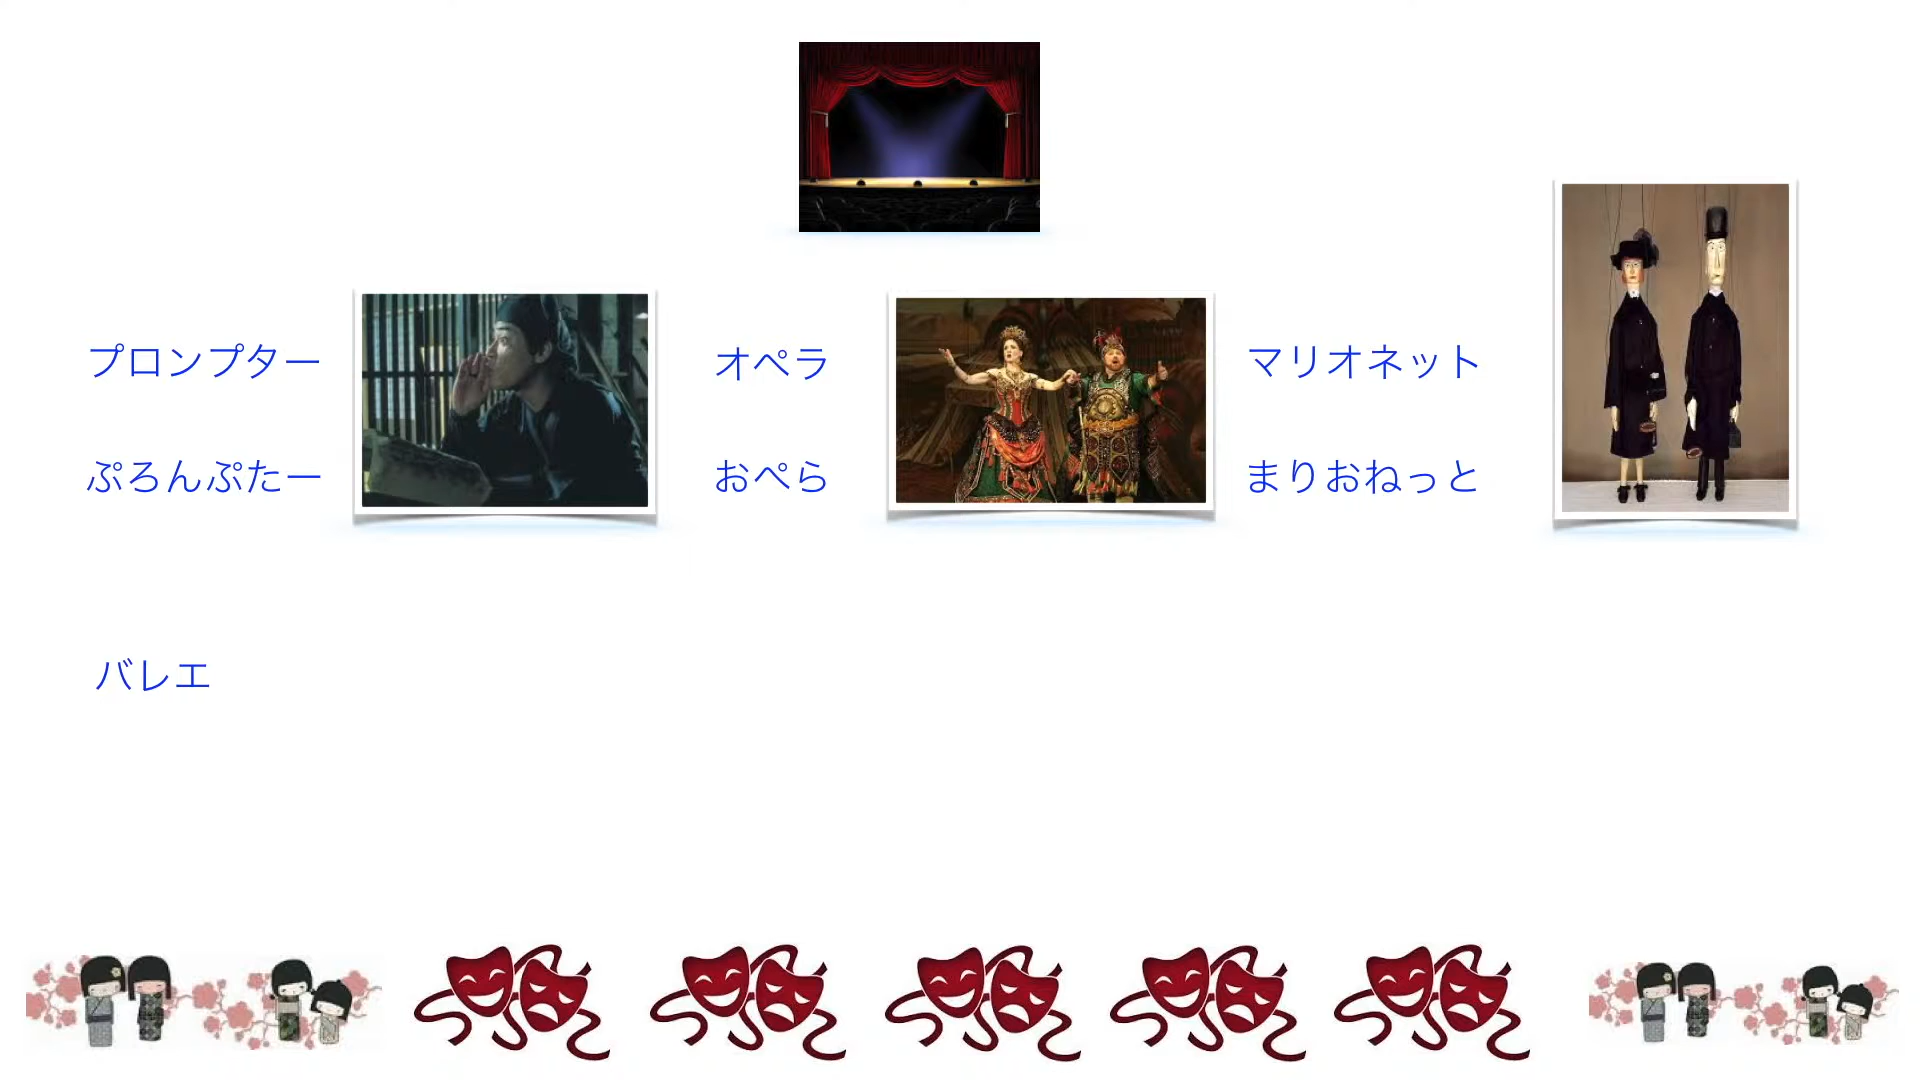 プロンプター
ぷろんぷたー
オペラ
おぺら
マリオネット
まりおねっと
バレエ